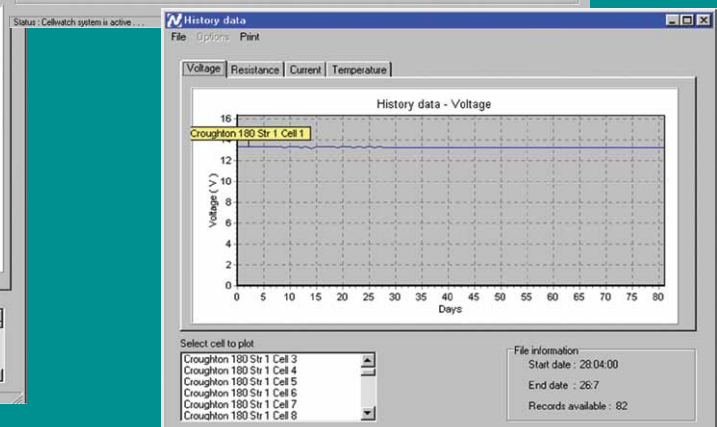 Status : Cellwatch system is active . . .
History data
File Options Print
Voltage Resistance Current Temperature
History data - Voltage
Croughton 180 Str 1 Cell 1
Voltage ( V )
16
14
12
10
8
6
4
2
0
0 5 10 15 20 25 30 35 40 45 50 55 60 65 70 75 80
Days
Select cell to plot
Croughton 180 Str 1 Cell 3
Croughton 180 Str 1 Cell 4
Croughton 180 Str 1 Cell 5
Croughton 180 Str 1 Cell 6
Croughton 180 Str 1 Cell 7
Croughton 180 Str 1 Cell 8
File information
Start date : 28:04:00
End date : 26:7
Records available : 82